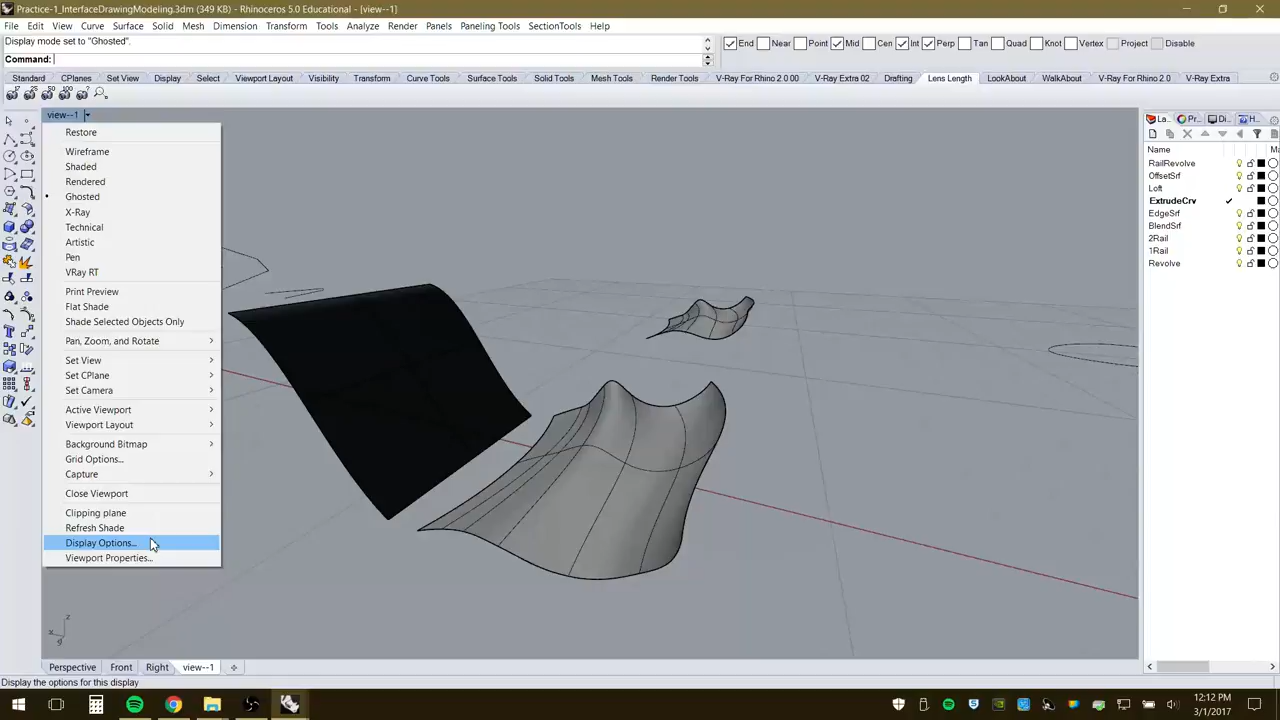 Practice-1_InterfaceDrawingModeling.3dm (349 KB) - Rhinoceros 5.0 Educational - [view--1]
File Edit View Curve Surface Solid Mesh Dimension Transform Tools Analyze Render Panels Paneling Tools SectionTools Help
Display mode set to "Ghosted".
Command:
End Near Point Mid Cen Int Perp Tan Quad Knot Vertex Project Disable
Standard CPlanes Set View Display Select Viewport Layout Visibility Transform Curve Tools Surface Tools Solid Tools Mesh Tools Render Tools V-Ray For Rhino 2.0 00 V-Ray Extra 02 Drafting Lens Length LookAbout WalkAbout V-Ray For Rhino 2.0 V-Ray Extra
view--1
La... Pr... Di... H...
Restore
Wireframe
Shaded
Rendered
Ghosted
X-Ray
Technical
Artistic
Pen
VRay RT
Print Preview
Flat Shade
Shade Selected Objects Only
Pan, Zoom, and Rotate
Set View
Set CPlane
Set Camera
Active Viewport
Viewport Layout
Background Bitmap
Grid Options...
Capture
Close Viewport
Clipping plane
Refresh Shade
Display Options...
Viewport Properties...
Name
RailRevolve
OffsetSrf
Loft
ExtrudeCrv
EdgeSrf
BlendSrf
2Rail
1Rail
Revolve
z
x
Perspective Front Right view--1
Display the options for this display
12:12 PM
3/1/2017